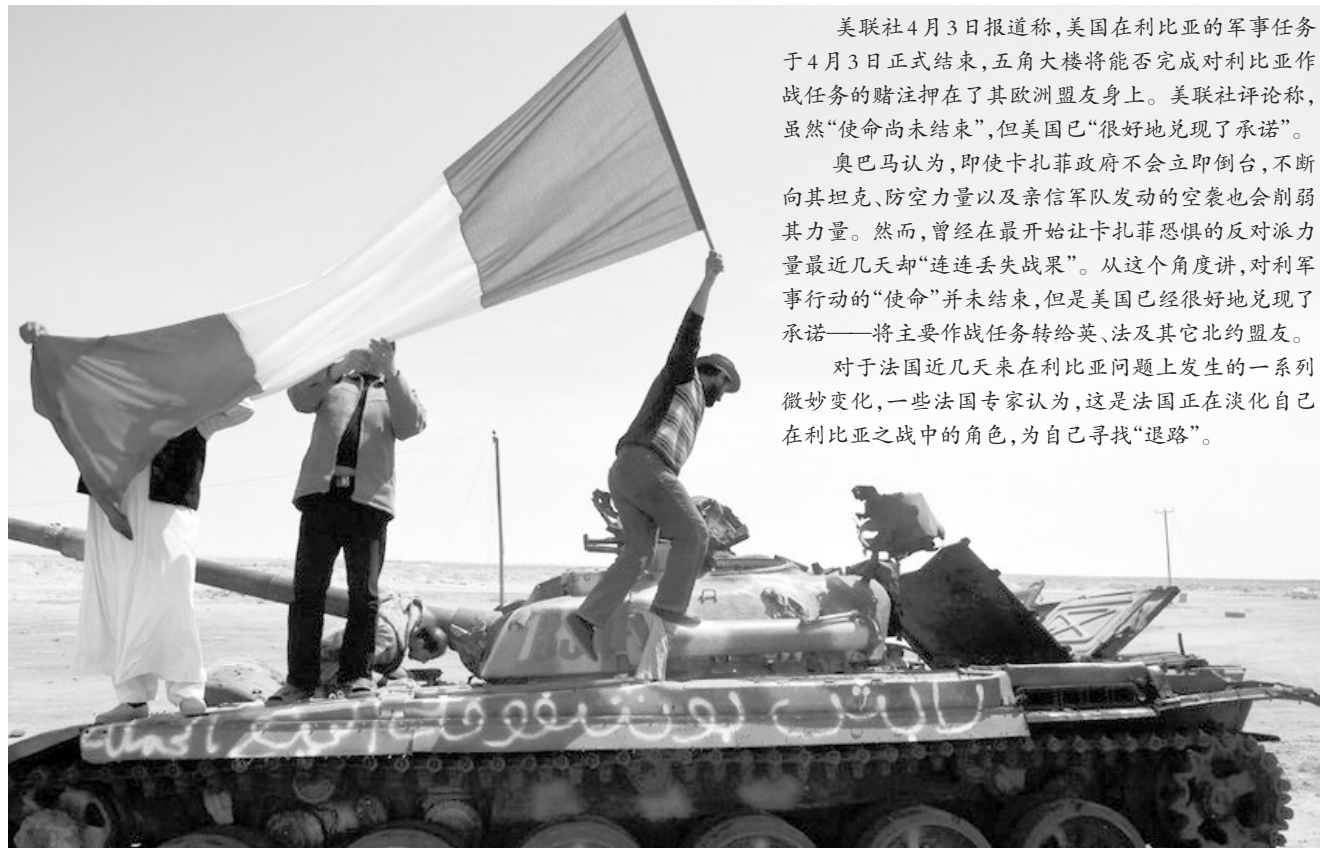 美联社4月3日报道称,美国在利比亚的军事任务
于4月3日正式结束,五角大楼将能否完成对利比亚作
战任务的赌注押在了其欧洲盟友身上。美联社评论称,
虽然“使命尚未结束”,但美国已“很好地兑现了承诺”。
奥巴马认为,即使卡扎菲政府不会立即倒台,不断
向其坦克、防空力量以及亲信军队发动的空袭也会削弱
其力量。然而,曾经在最开始让卡扎菲恐惧的反对派力
量最近几天却“连连丢失战果”。从这个角度讲,对利军
事行动的“使命”并未结束,但是美国已经很好地兑现了
承诺——将主要作战任务转给英、法及其它北约盟友。
对于法国近几天来在利比亚问题上发生的一系列
微妙变化,一些法国专家认为,这是法国正在淡化自己
在利比亚之战中的角色,为自己寻找“退路”。